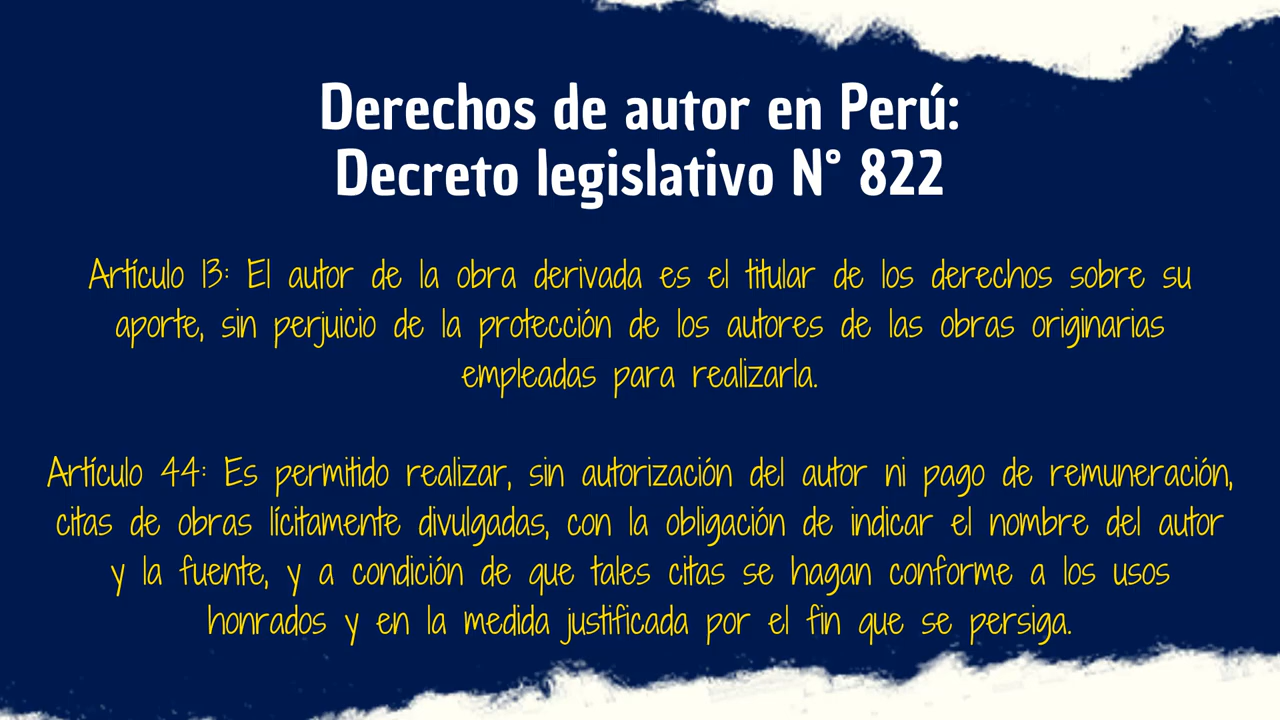 Derechos de autor en Perú:
Decreto legislativo N° 822
Artículo 13: El autor de la obra derivada es el titular de los derechos sobre su
aporte, sin perjuicio de la protección de los autores de las obras originarias
empleadas para realizarla.
Artículo 44: Es permitido realizar, sin autorización del autor ni pago de remuneración,
citas de obras lícitamente divulgadas, con la obligación de indicar el nombre del autor
y la fuente, y a condición de que tales citas se hagan conforme a los usos
honrados y en la medida justificada por el fin que se persiga.